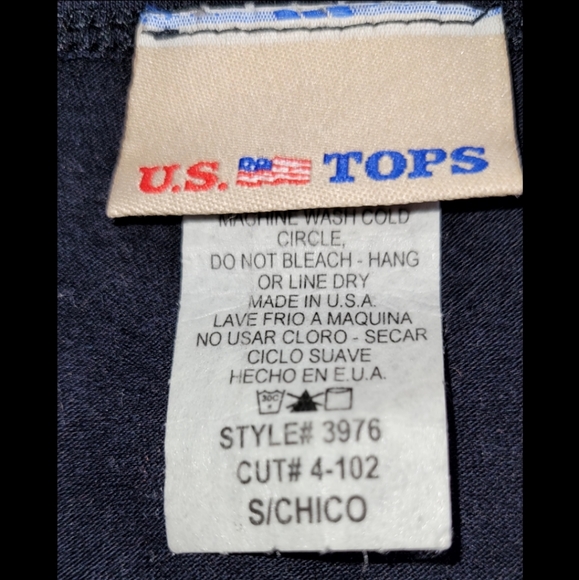 U.S. TOPS
MACHINE WASH COLD
CIRCLE,
DO NOT BLEACH - HANG
OR LINE DRY
MADE IN U.S.A.
LAVE FRIO A MAQUINA
NO USAR CLORO - SECAR
CICLO SUAVE
HECHO EN E.U.A.
30C
STYLE# 3976
CUT# 4-102
S/CHICO